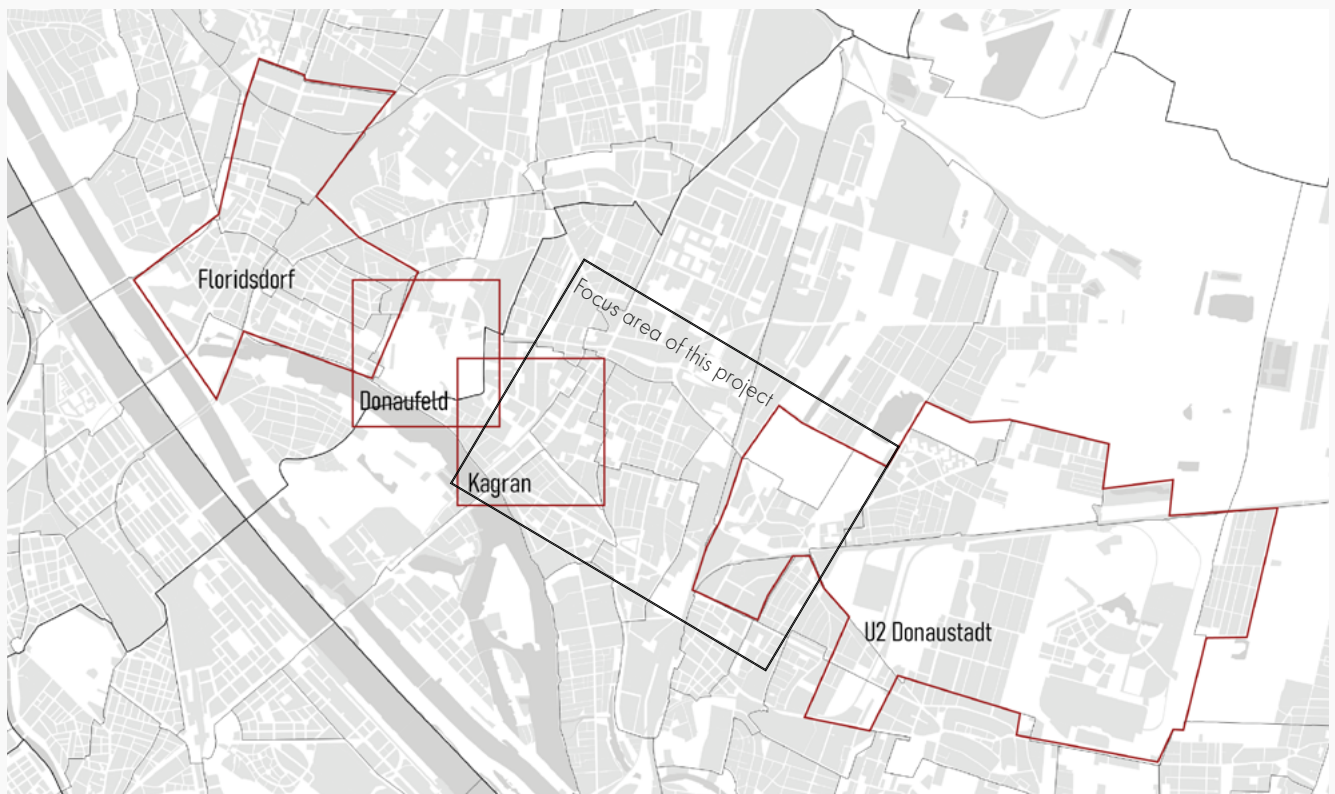 Floridsdorf
Focus area of this project
Donaufeld
Kagran
U2 Donaustadt